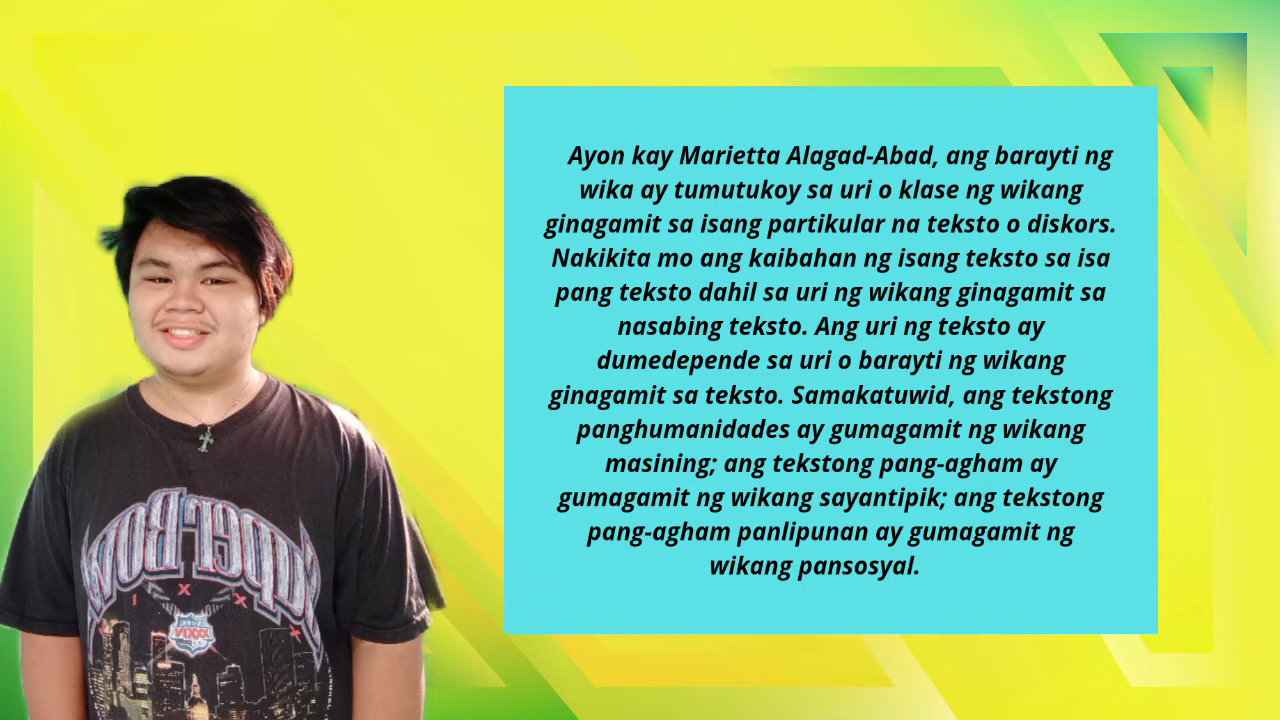 Ayon kay Marietta Alagad-Abad, ang barayti ng
wika ay tumutukoy sa uri o klase ng wikang
ginagamit sa isang partikular na teksto o diskors.
Nakikita mo ang kaibahan ng isang teksto sa isa
pang teksto dahil sa uri ng wikang ginagamit sa
nasabing teksto. Ang uri ng teksto ay
dumedepende sa uri o barayti ng wikang
ginagamit sa teksto. Samakatuwid, ang tekstong
panghumanidades ay gumagamit ng wikang
masining; ang tekstong pang-agham ay
gumagamit ng wikang sayantipik; ang tekstong
pang-agham panlipunan ay gumagamit ng
wikang pansosyal.